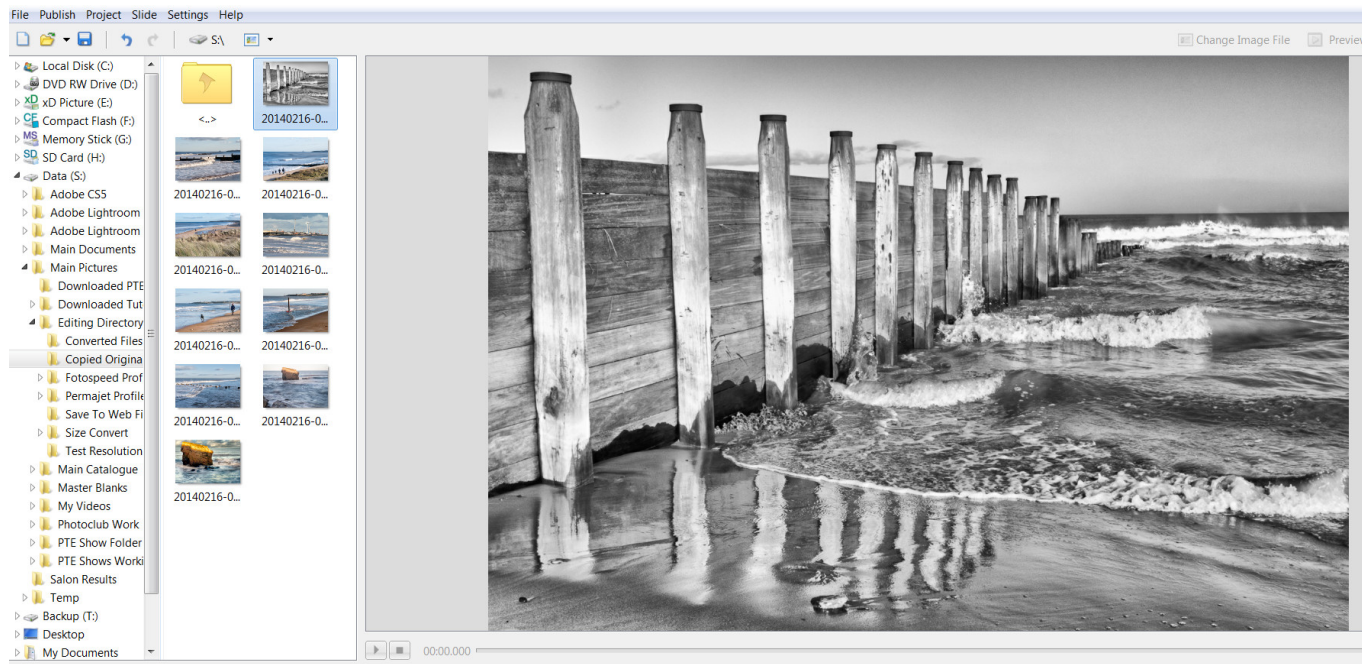 File Publish Project Slide Settings Help
S:\ Change Image File Preview
Local Disk (C:)
DVD RW Drive (D:)
xD Picture (E:)
Compact Flash (F:)
Memory Stick (G:)
SD Card (H:)
Data (S:)
Adobe CS5
Adobe Lightroom
Adobe Lightroom
Main Documents
Main Pictures
Downloaded PTE
Downloaded Tut
Editing Directory
Converted Files
Copied Origina
Fotospeed Prof
Permajet Profile
Save To Web Fi
Size Convert
Test Resolution
Main Catalogue
Master Blanks
My Videos
Photoclub Work
PTE Show Folder
PTE Shows Worki
Salon Results
Temp
Backup (T:)
Desktop
My Documents
<..> 20140216-0...
20140216-0... 20140216-0...
20140216-0... 20140216-0...
20140216-0... 20140216-0...
20140216-0... 20140216-0...
20140216-0...
00:00.000